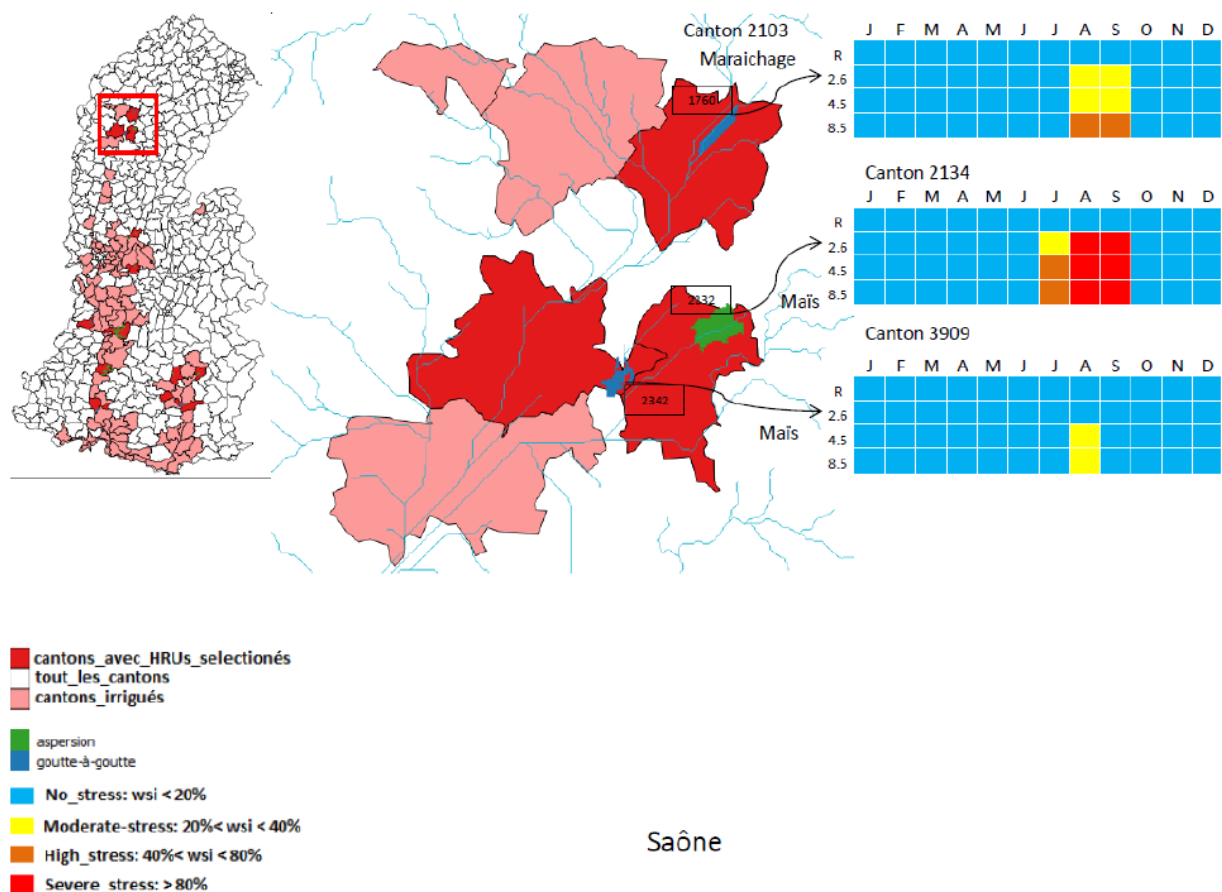 Canton 2103
Maraichage
J F M A M J J A S O N D
R
2.6
4.5
8.5
1760
Canton 2134
J F M A M J J A S O N D
R
2.6
4.5
8.5
2232
Maïs
Canton 3909
J F M A M J J A S O N D
R
2.6
4.5
8.5
2342
Maïs
cantons_avec_HRUs_selectionés
tout_les_cantons
cantons_irrigués
aspersion
goutte-à-goutte
No_stress: wsi < 20%
Moderate-stress: 20%< wsi < 40%
High_stress: 40%< wsi < 80%
Severe_stress: > 80%
Saône